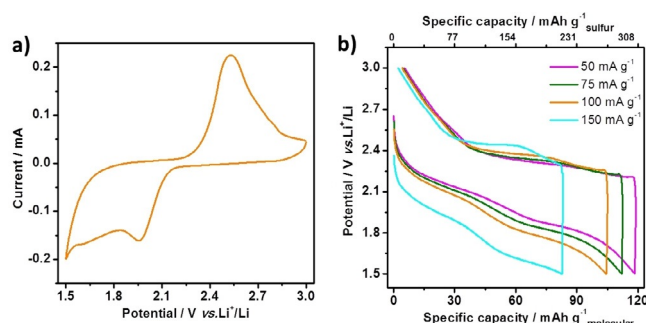 a)
0.2
0.1
0.0
-0.1
-0.2
Current / mA
1.5
1.8
2.1
2.4
2.7
3.0
Potential / V vs.Li+/Li
b)
Specific capacity / mAh g-1 sulfur
0
77
154
231
308
50 mA g-1
75 mA g-1
100 mA g-1
150 mA g-1
3.0
2.7
2.4
2.1
1.8
1.5
Potential / V vs.Li+/Li
0
30
60
90
120
Specific capacity / mAh g-1 molecular